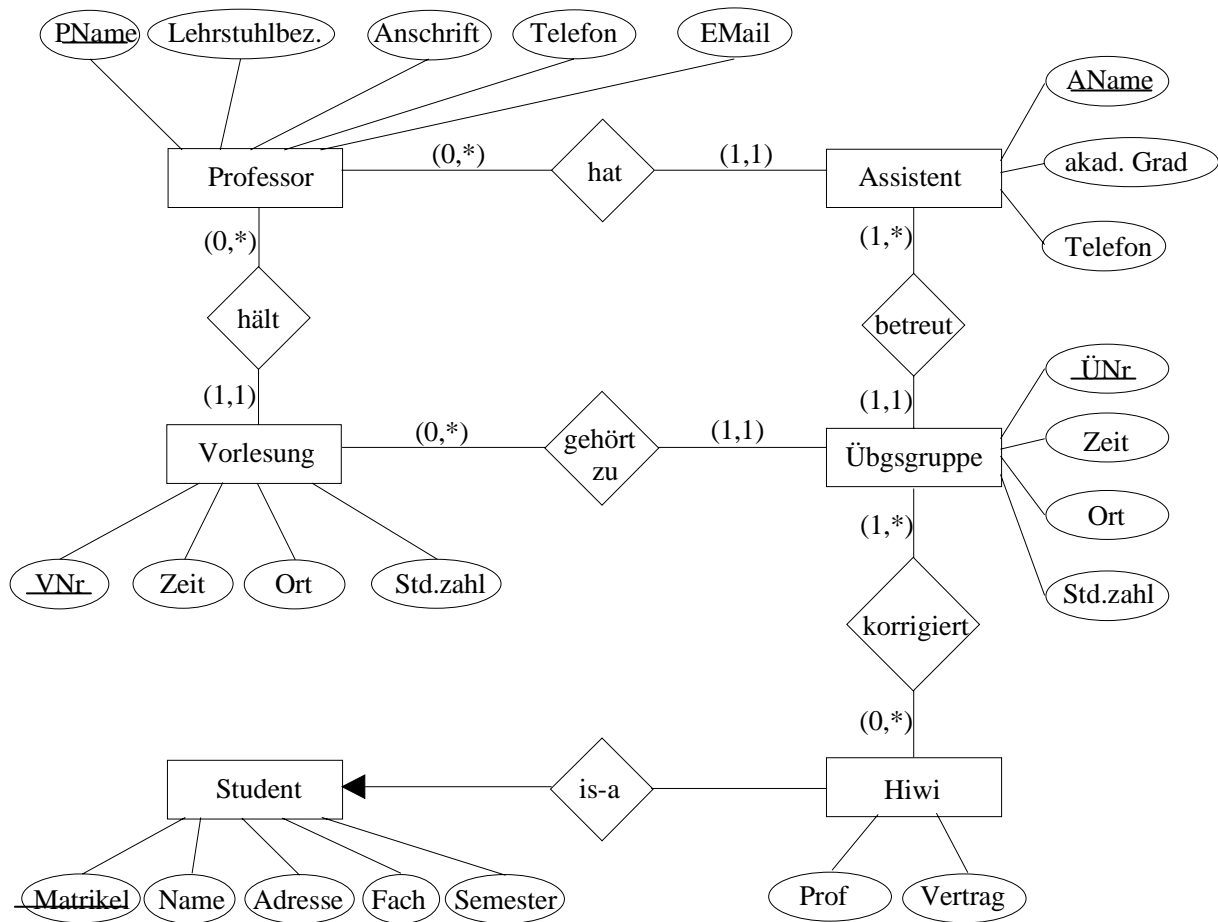 PName Lehrstuhlbez. Anschrift Telefon EMail
AName
(0,*) (1,1)
Professor hat Assistent akad. Grad
(0,*) (1,*)
Telefon
hält betreut
ÜNr
(1,1) (1,1)
(0,*) gehört zu (1,1)
Zeit
Vorlesung Übgsgruppe
Ort
(1,*)
VNr Zeit Ort Std.zahl
Std.zahl
korrigiert
(0,*)
Student is-a Hiwi
Matrikel Name Adresse Fach Semester Prof Vertrag